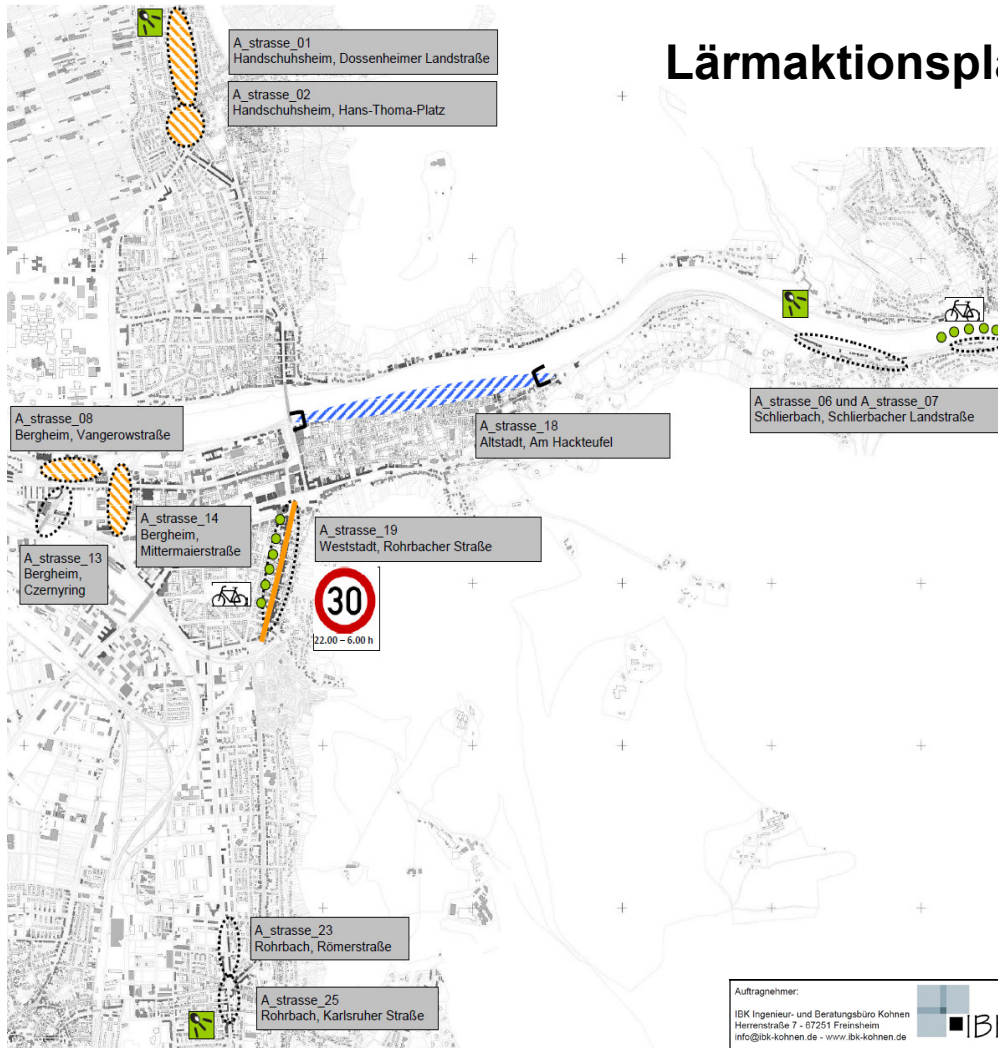 Lärmaktionspla
A_strasse_01
Handschuhsheim, Dossenheimer Landstraße
A_strasse_02
Handschuhsheim, Hans-Thoma-Platz
A_strasse_06 und A_strasse_07
Schlierbach, Schlierbacher Landstraße
A_strasse_08
Bergheim, Vangerowstraße
A_strasse_18
Altstadt, Am Hackteufel
A_strasse_14
Bergheim,
Mittermaierstraße
A_strasse_19
Weststadt, Rohrbacher Straße
A_strasse_13
Bergheim,
Czernyring
30
22.00 – 6.00 h
A_strasse_23
Rohrbach, Römerstraße
A_strasse_25
Rohrbach, Karlsruher Straße
Auftragnehmer:
IBK Ingenieur- und Beratungsbüro Kohnen
Herrenstraße 7 - 67251 Freinsheim
info@ibk-kohnen.de - www.ibk-kohnen.de
IBK